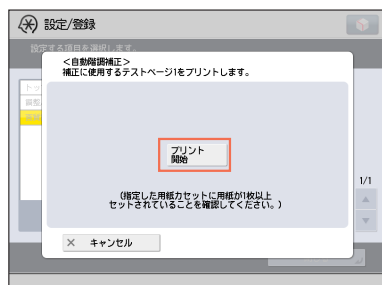 設定/登録
設定する項目を選択します。
<自動階調補正>
補正に使用するテストページ1をプリントします。
プリント
開始
1/1
(指定した用紙カセットに用紙が1枚以上
セットされていることを確認してください。)
× キャンセル